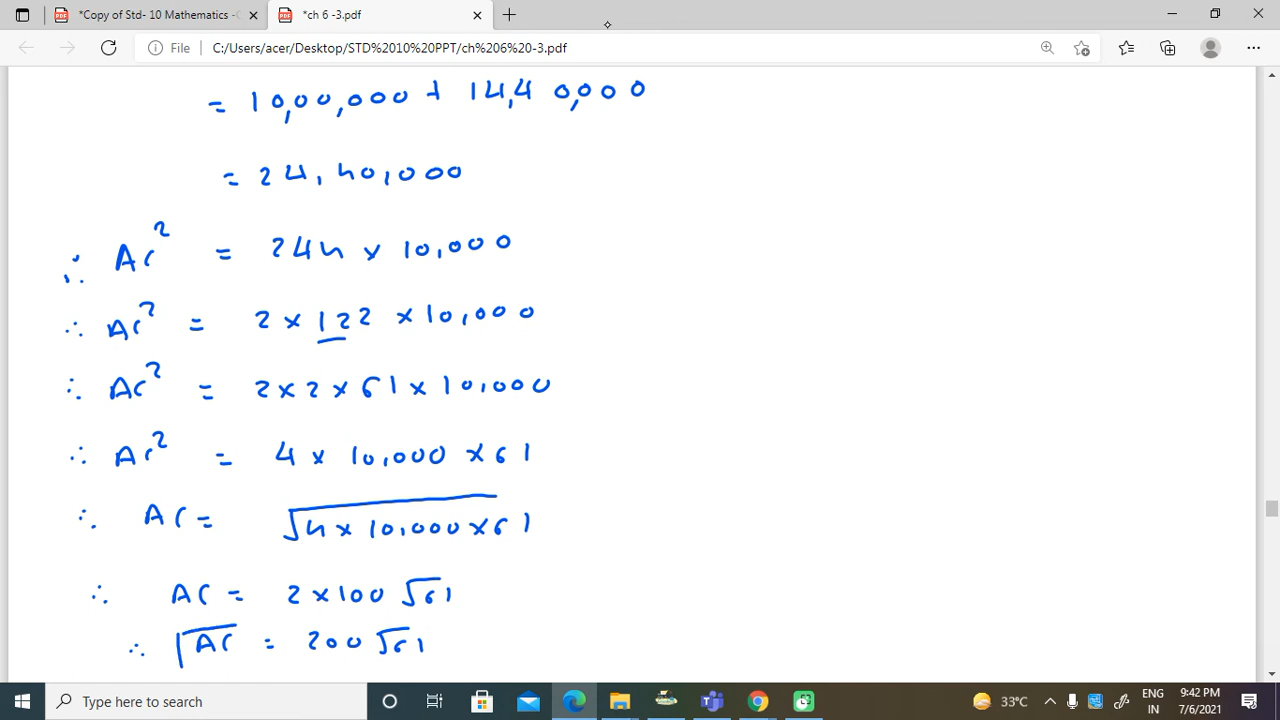 *Copy of Std- 10 Mathematics -C
*ch 6 -3.pdf
File
C:/Users/acer/Desktop/STD%2010%20PPT/ch%206%20-3.pdf
= 10,00,000 + 14,40,000
= 24,40,000
∴ AC² = 244 × 10,000
∴ AC² = 2 × 122 × 10,000
∴ AC² = 2 × 2 × 61 × 10,000
∴ AC² = 4 × 10,000 × 61
∴ AC = √4 × 10,000 × 61
∴ AC = 2 × 100 √61
∴ AC = 200 √61
Type here to search
33°C
ENG
IN
9:42 PM
7/6/2021